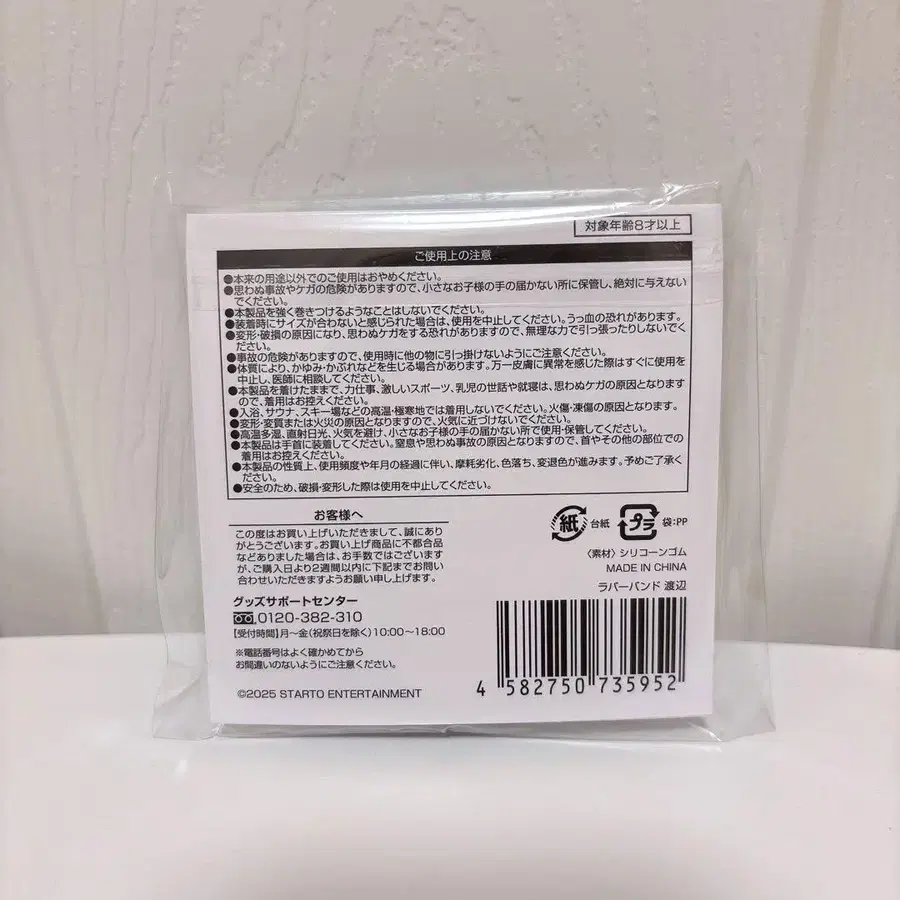 対象年齢8才以上
ご使用上の注意
●本来の用途以外でのご使用はおやめください。
●思わぬ事故やケガの危険がありますので、小さなお子様の手の届かない所に保管し、絶対に与えない
でください。
●本製品を強く巻きつけるようなことはしないでください。
●装着時にサイズが合わないと感じられた場合は、使用を中止してください。うっ血の恐れがあります。
●変形・破損の原因になり、思わぬケガをする恐れがありますので、無理な力で引っ張ったりしないでく
ださい。
●事故の危険がありますので、使用時に他の物に引っ掛けないようにご注意ください。
●体質により、かゆみ・かぶれなどを生じる場合があります。万一皮膚に異常を感じた際はすぐに使用を
中止し、医師に相談してください。
●本製品を着けたままで、力仕事、激しいスポーツ、乳児の世話や就寝は、思わぬケガの原因となりますの
で、着用はお控えください。
●入浴、サウナ、スキー場などの高温・極寒地では着用しないでください。火傷・凍傷の原因となります。
●変形・変質または火災の原因となりますので、火気に近づけないでください。
●高温多湿、直射日光、火気を避け、小さなお子様の手の届かない所で使用・保管してください。
●本製品は手首に装着してください。窒息や思わぬ事故の原因となりますので、首やその他の部位での
着用はお控えください。
●本製品の性質上、使用頻度や年月の経過に伴い、摩耗劣化、色落ち、変退色が進みます。予めご了承く
ださい。
●安全のため、破損・変形した際は使用を中止してください。
お客様へ
この度はお買い上げいただきまして、誠にあり
がとうございます。お買い上げ商品に不都合品
などありました場合は、お手数ではございます
が、ご購入日より2週間以内に下記までお問い
合わせいただきますようお願い申し上げます。
グッズサポートセンター
0120-382-310
【受付時間】月～金(祝祭日を除く)10:00～18:00
※電話番号はよく確かめてから
お間違いのないようにご注意ください。
©2025 STARTO ENTERTAINMENT
紙 台紙 プラ 袋:PP
〈素材〉シリコーンゴム
MADE IN CHINA
ラバーバンド 渡辺
4 582750 735952